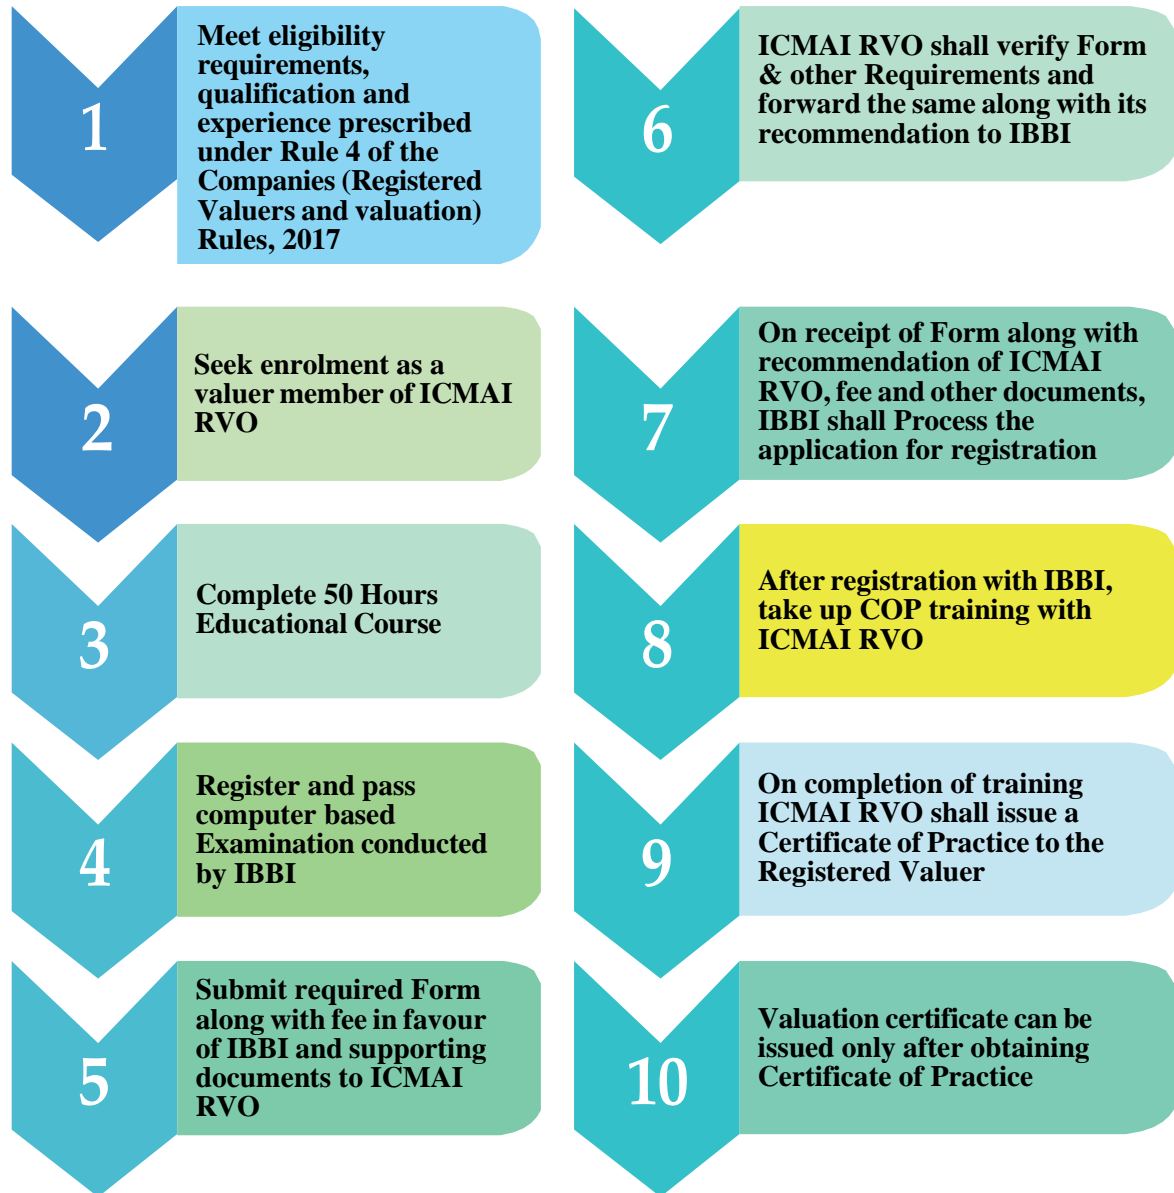 1
Meet eligibility
requirements,
qualification and
experience prescribed
under Rule 4 of the
Companies (Registered
Valuers and valuation)
Rules, 2017
2
Seek enrolment as a
valuer member of ICMAI
RVO
3
Complete 50 Hours
Educational Course
4
Register and pass
computer based
Examination conducted
by IBBI
5
Submit required Form
along with fee in favour
of IBBI and supporting
documents to ICMAI
RVO
6
ICMAI RVO shall verify Form
& other Requirements and
forward the same along with its
recommendation to IBBI
7
On receipt of Form along with
recommendation of ICMAI
RVO, fee and other documents,
IBBI shall Process the
application for registration
8
After registration with IBBI,
take up COP training with
ICMAI RVO
9
On completion of training
ICMAI RVO shall issue a
Certificate of Practice to the
Registered Valuer
10
Valuation certificate can be
issued only after obtaining
Certificate of Practice